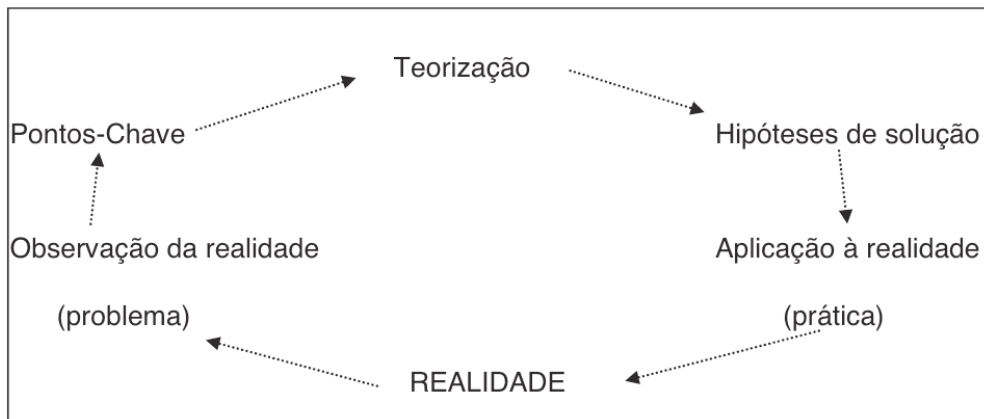 Teorização
Pontos-Chave
Hipóteses de solução
Observação da realidade
Aplicação à realidade
(problema)
(prática)
REALIDADE